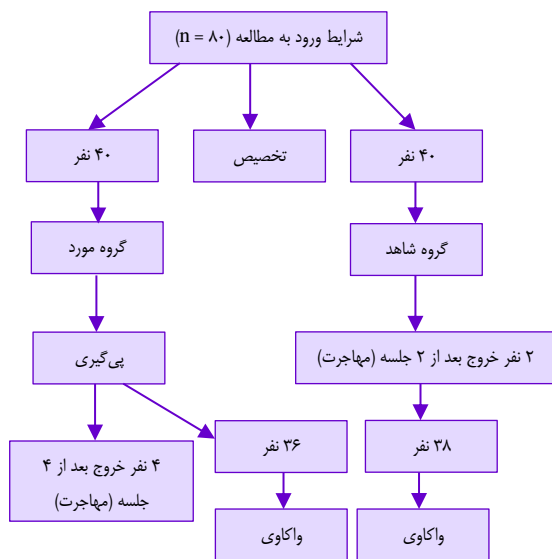 شرایط ورود به مطالعه (n = ۸۰)
۴۰ نفر
تخصیص
۴۰ نفر
گروه شاهد
گروه مورد
۲ نفر خروج بعد از ۲ جلسه (مهاجرت)
پی‌گیری
۳۸ نفر
۳۶ نفر
۴ نفر خروج بعد از ۴
جلسه (مهاجرت)
واکاوی
واکاوی